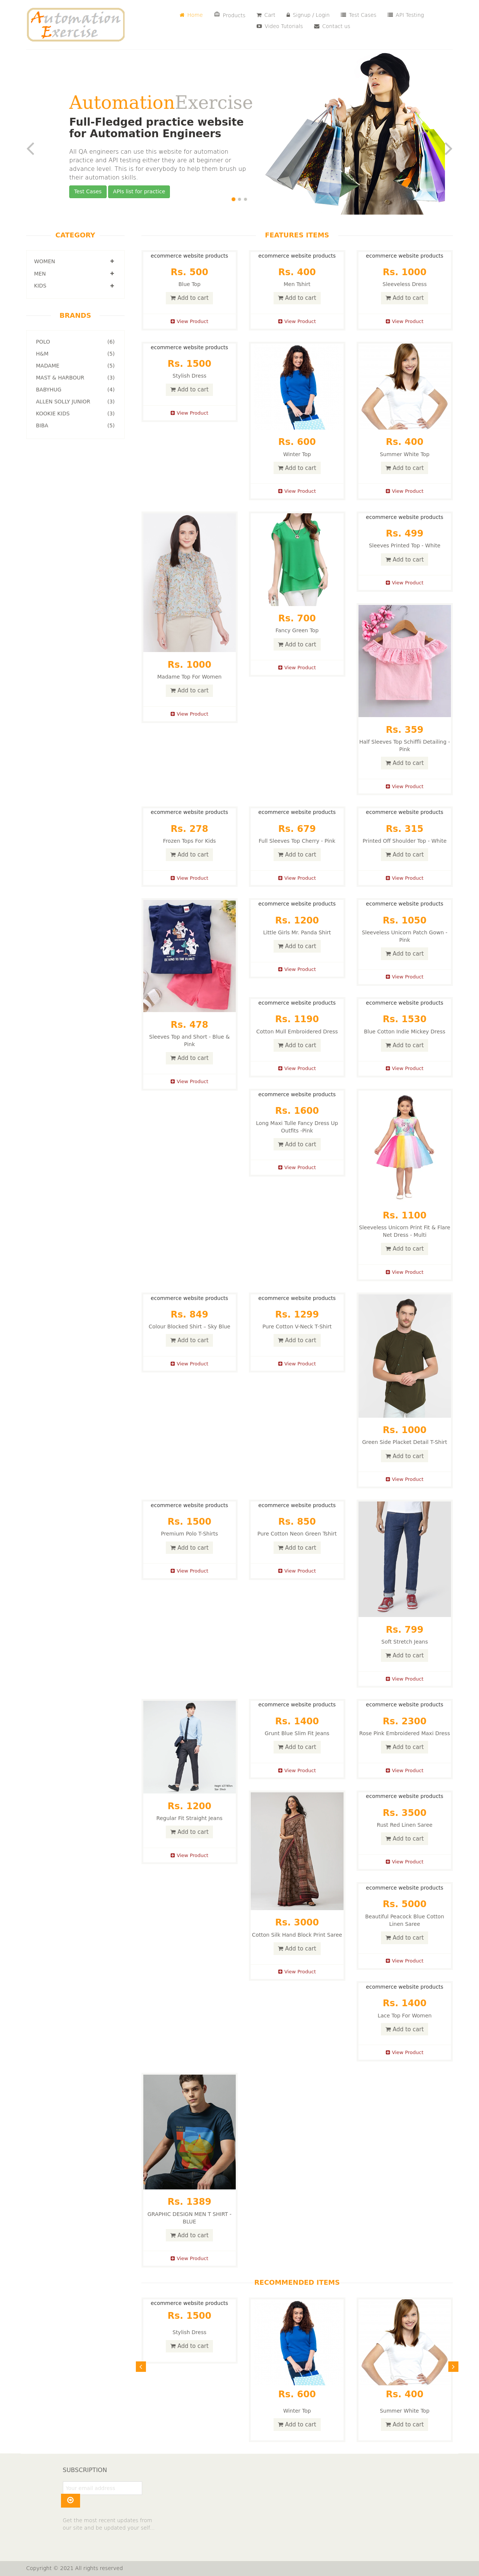 Automation
Exercise
Home
Products
Cart
Signup / Login
Test Cases
API Testing
Video Tutorials
Contact us
AutomationExercise
Full-Fledged practice website
for Automation Engineers
All QA engineers can use this website for automation
practice and API testing either they are at beginner or
advance level. This is for everybody to help them brush up
their automation skills.
Test Cases
APIs list for practice
CATEGORY
WOMEN
MEN
KIDS
BRANDS
POLO (6)
H&M (5)
MADAME (5)
MAST & HARBOUR (3)
BABYHUG (4)
ALLEN SOLLY JUNIOR (3)
KOOKIE KIDS (3)
BIBA (5)
FEATURES ITEMS
ecommerce website products
Rs. 500
Blue Top
Add to cart
View Product
ecommerce website products
Rs. 400
Men Tshirt
Add to cart
View Product
ecommerce website products
Rs. 1000
Sleeveless Dress
Add to cart
View Product
ecommerce website products
Rs. 1500
Stylish Dress
Add to cart
View Product
Rs. 600
Winter Top
Add to cart
View Product
Rs. 400
Summer White Top
Add to cart
View Product
Rs. 1000
Madame Top For Women
Add to cart
View Product
Rs. 700
Fancy Green Top
Add to cart
View Product
ecommerce website products
Rs. 499
Sleeves Printed Top - White
Add to cart
View Product
Rs. 359
Half Sleeves Top Schiffli Detailing -
Pink
Add to cart
View Product
ecommerce website products
Rs. 278
Frozen Tops For Kids
Add to cart
View Product
ecommerce website products
Rs. 679
Full Sleeves Top Cherry - Pink
Add to cart
View Product
ecommerce website products
Rs. 315
Printed Off Shoulder Top - White
Add to cart
View Product
Rs. 478
Sleeves Top and Short - Blue &
Pink
Add to cart
View Product
ecommerce website products
Rs. 1200
Little Girls Mr. Panda Shirt
Add to cart
View Product
ecommerce website products
Rs. 1050
Sleeveless Unicorn Patch Gown -
Pink
Add to cart
View Product
ecommerce website products
Rs. 1190
Cotton Mull Embroidered Dress
Add to cart
View Product
ecommerce website products
Rs. 1530
Blue Cotton Indie Mickey Dress
Add to cart
View Product
ecommerce website products
Rs. 1600
Long Maxi Tulle Fancy Dress Up
Outfits -Pink
Add to cart
View Product
Rs. 1100
Sleeveless Unicorn Print Fit & Flare
Net Dress - Multi
Add to cart
View Product
ecommerce website products
Rs. 849
Colour Blocked Shirt – Sky Blue
Add to cart
View Product
ecommerce website products
Rs. 1299
Pure Cotton V-Neck T-Shirt
Add to cart
View Product
Rs. 1000
Green Side Placket Detail T-Shirt
Add to cart
View Product
ecommerce website products
Rs. 1500
Premium Polo T-Shirts
Add to cart
View Product
ecommerce website products
Rs. 850
Pure Cotton Neon Green Tshirt
Add to cart
View Product
Rs. 799
Soft Stretch Jeans
Add to cart
View Product
Rs. 1200
Regular Fit Straight Jeans
Add to cart
View Product
ecommerce website products
Rs. 1400
Grunt Blue Slim Fit Jeans
Add to cart
View Product
ecommerce website products
Rs. 2300
Rose Pink Embroidered Maxi Dress
Add to cart
View Product
Rs. 3000
Cotton Silk Hand Block Print Saree
Add to cart
View Product
ecommerce website products
Rs. 3500
Rust Red Linen Saree
Add to cart
View Product
ecommerce website products
Rs. 5000
Beautiful Peacock Blue Cotton
Linen Saree
Add to cart
View Product
ecommerce website products
Rs. 1400
Lace Top For Women
Add to cart
View Product
Rs. 1389
GRAPHIC DESIGN MEN T SHIRT -
BLUE
Add to cart
View Product
RECOMMENDED ITEMS
ecommerce website products
Rs. 1500
Stylish Dress
Add to cart
Rs. 600
Winter Top
Add to cart
Rs. 400
Summer White Top
Add to cart
SUBSCRIPTION
Your email address
Get the most recent updates from
our site and be updated your self.
Copyright © 2021 All rights reserved